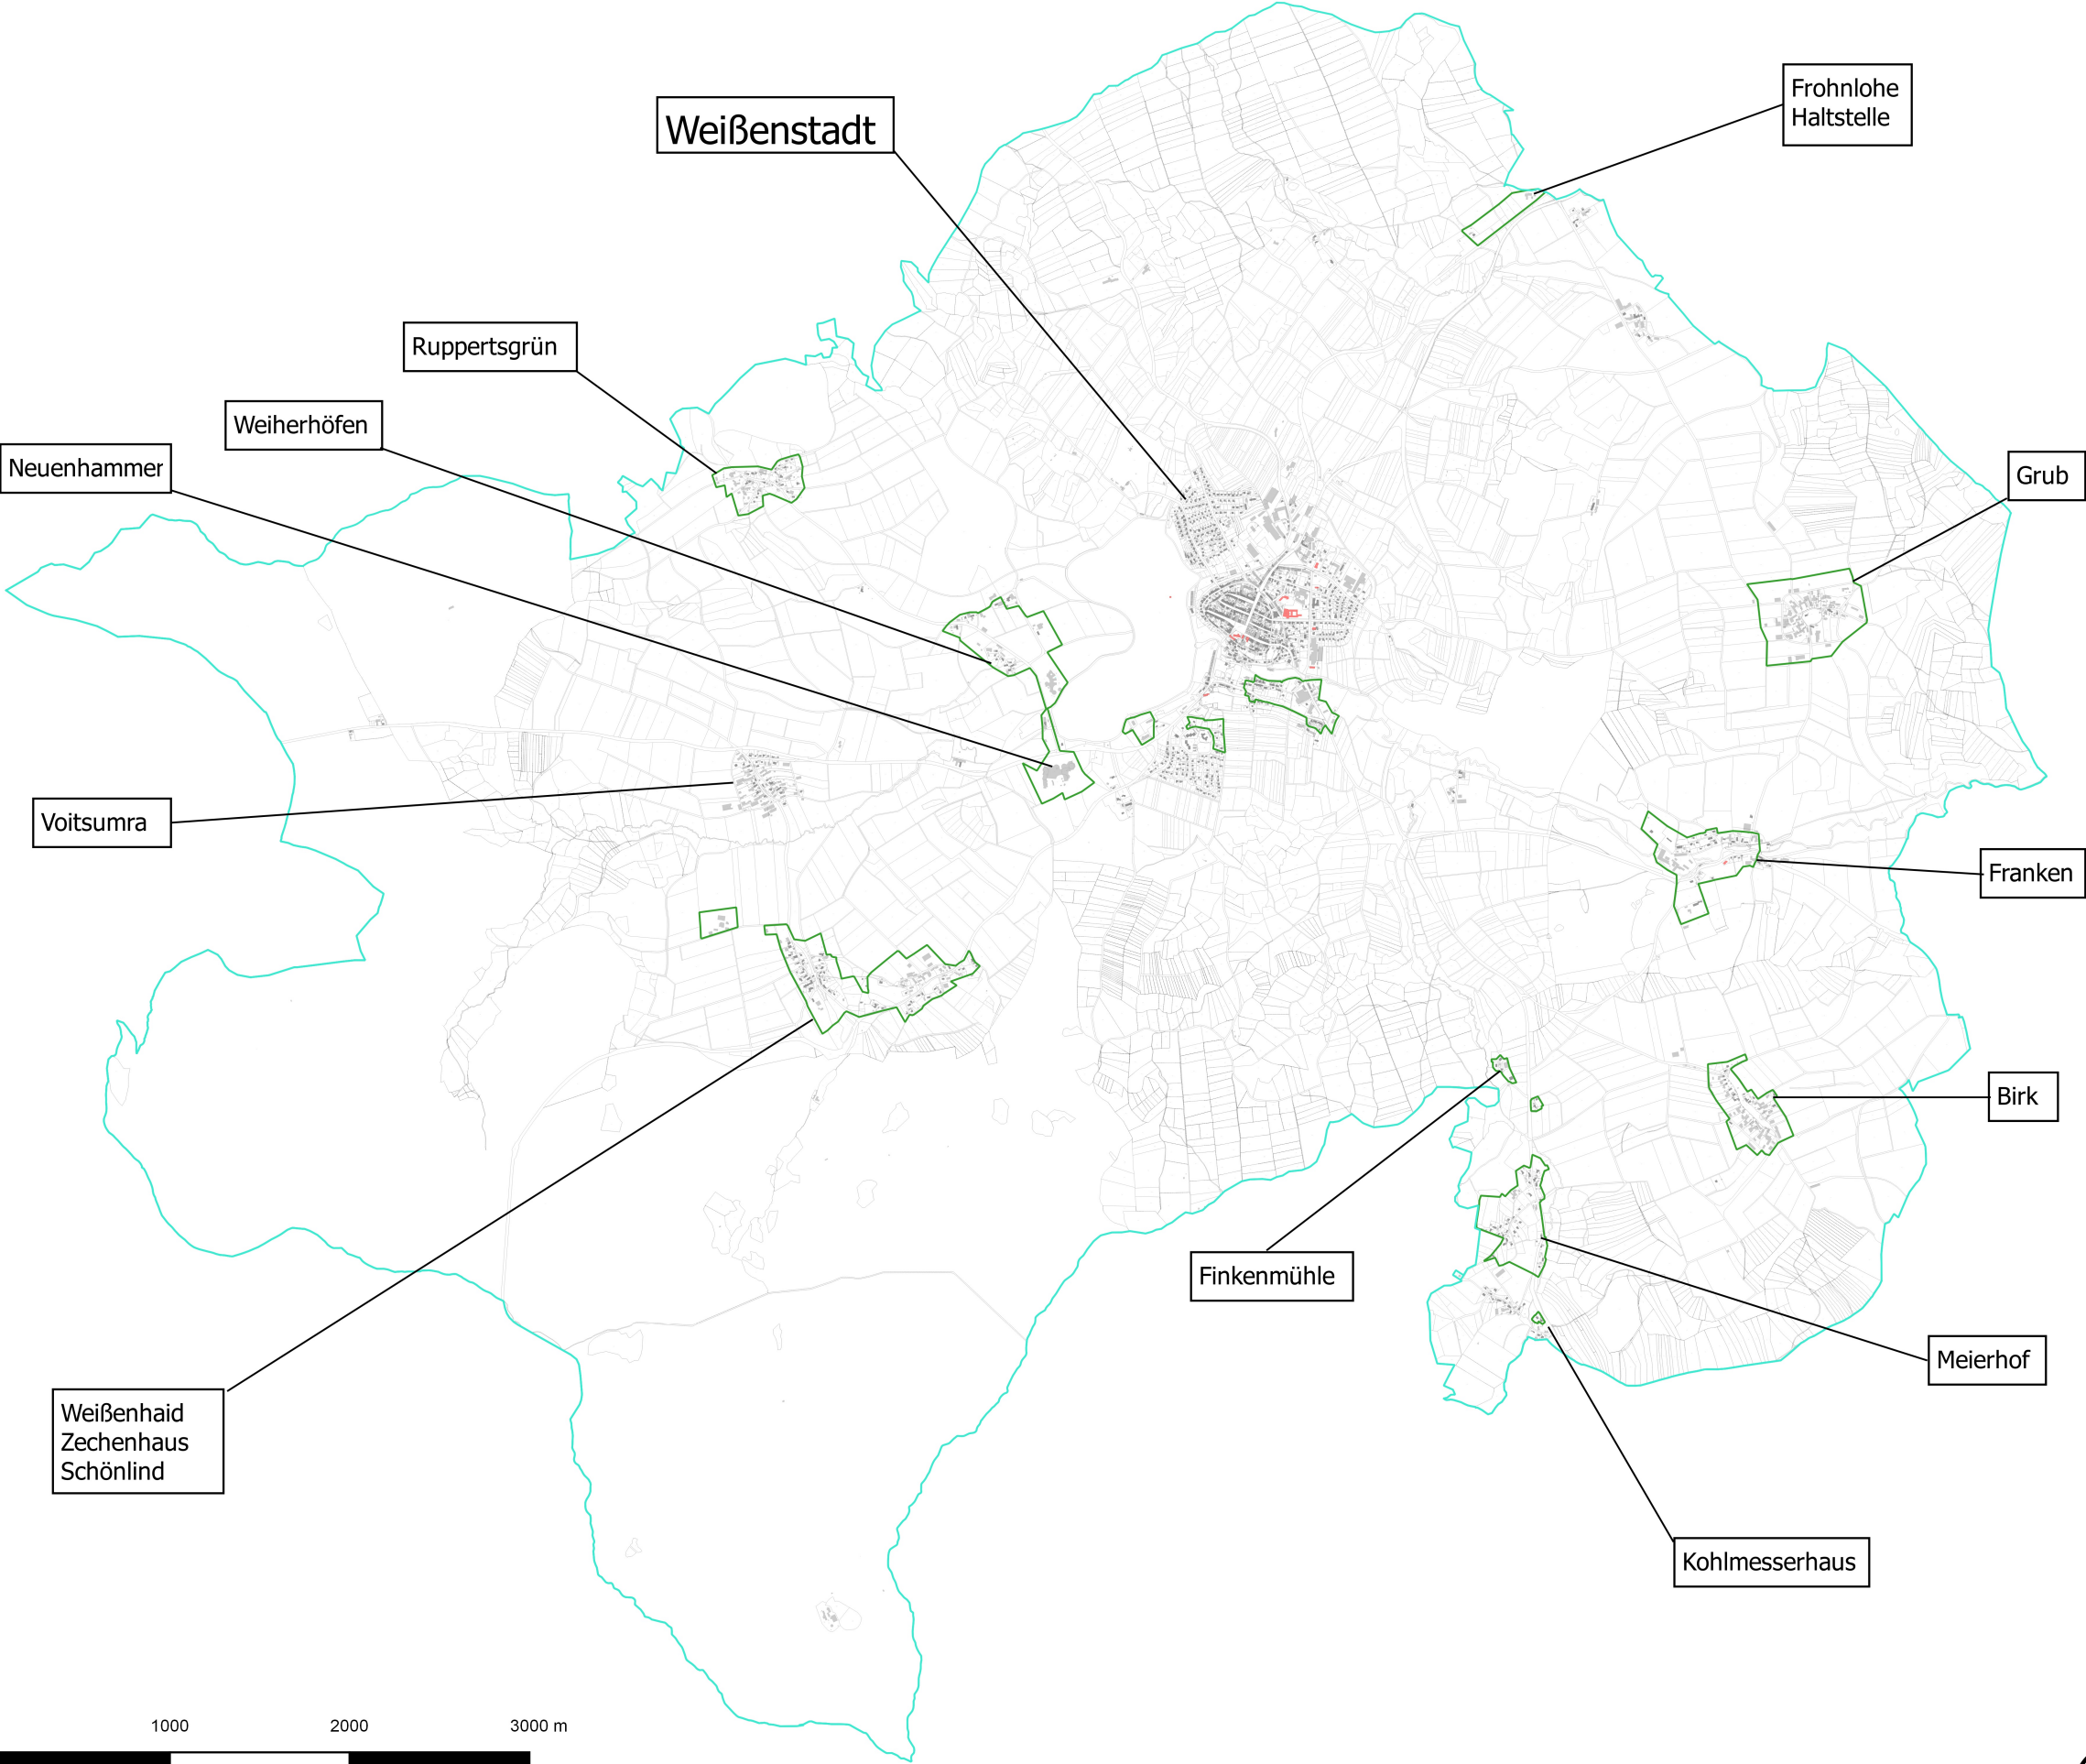 Frohnlohe
Haltstelle
Weißenstadt
Ruppertsgrün
Weiherhöfen
Neuenhammer
Grub
Voitsumra
Franken
Birk
Finkenmühle
Meierhof
Weißenhaid
Zechenhaus
Schönlind
Kohlmesserhaus
1000 2000 3000 m